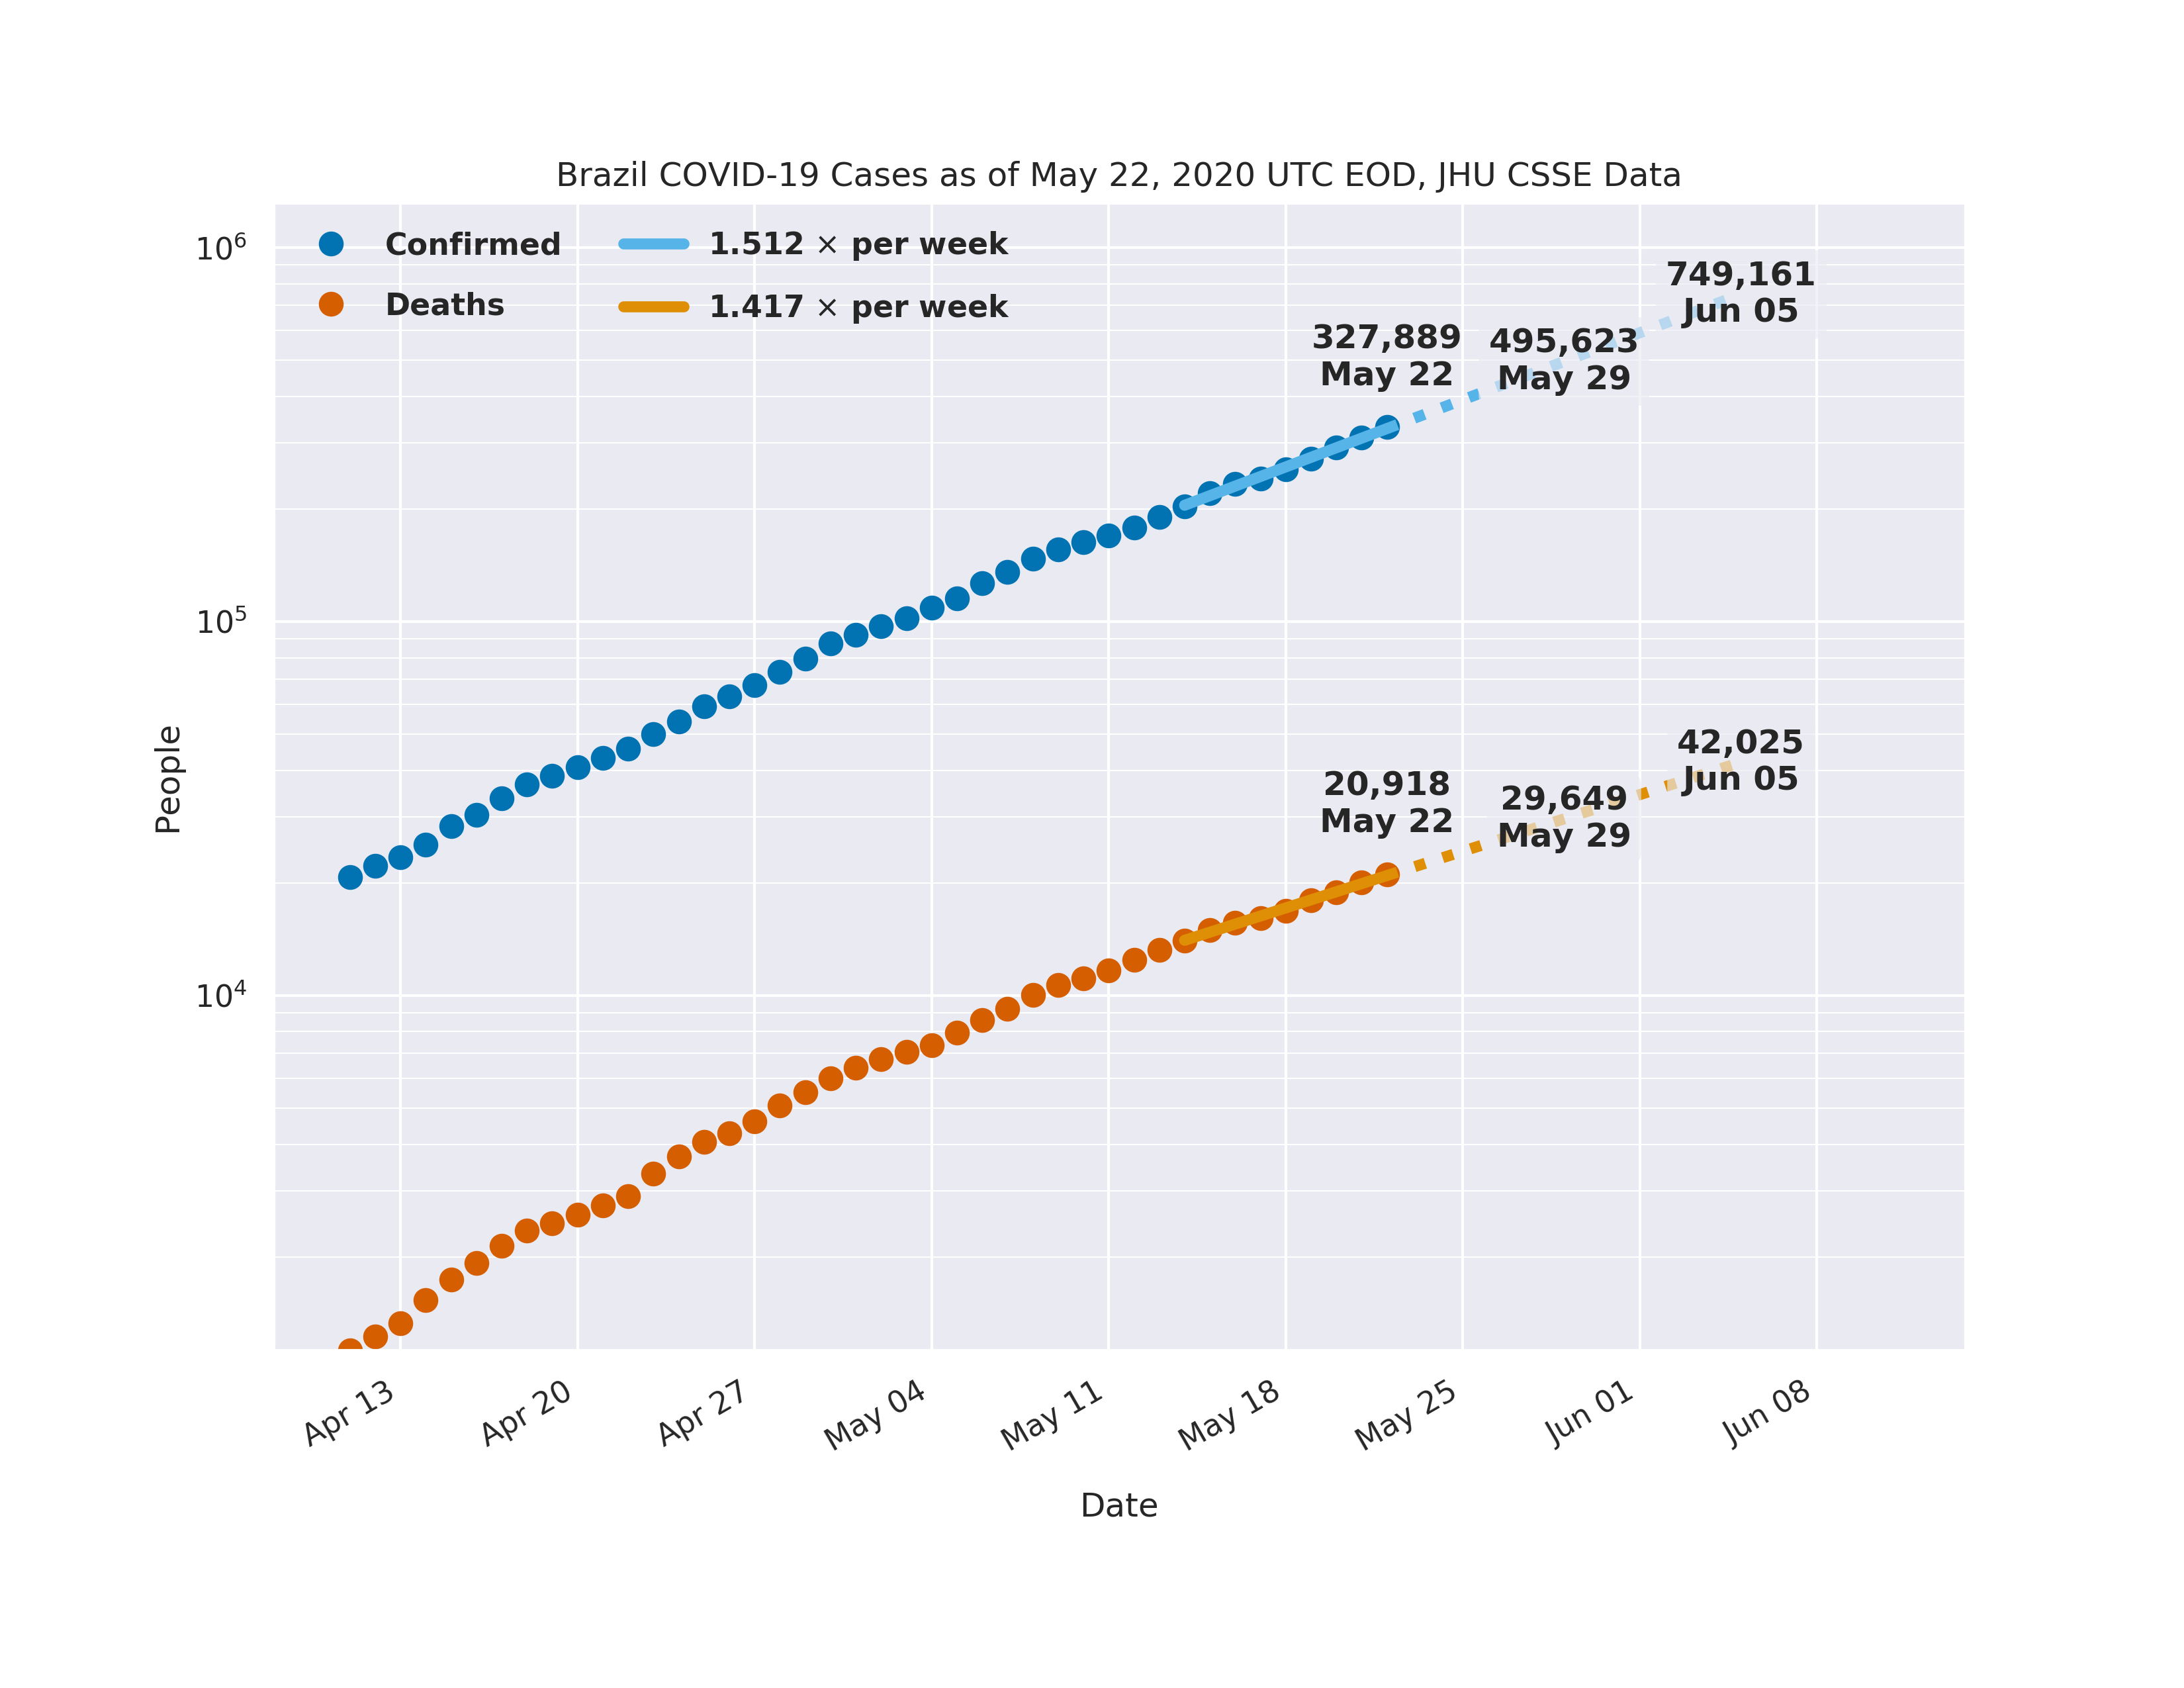 Brazil COVID-19 Cases as of May 22, 2020 UTC EOD, JHU CSSE Data
Confirmed
Deaths
1.512 × per week
1.417 × per week
749,161
Jun 05
327,889
May 22
495,623
May 29
42,025
Jun 05
20,918
May 22
29,649
May 29
10⁶
10⁵
10⁴
People
Apr 13
Apr 20
Apr 27
May 04
May 11
May 18
May 25
Jun 01
Jun 08
Date